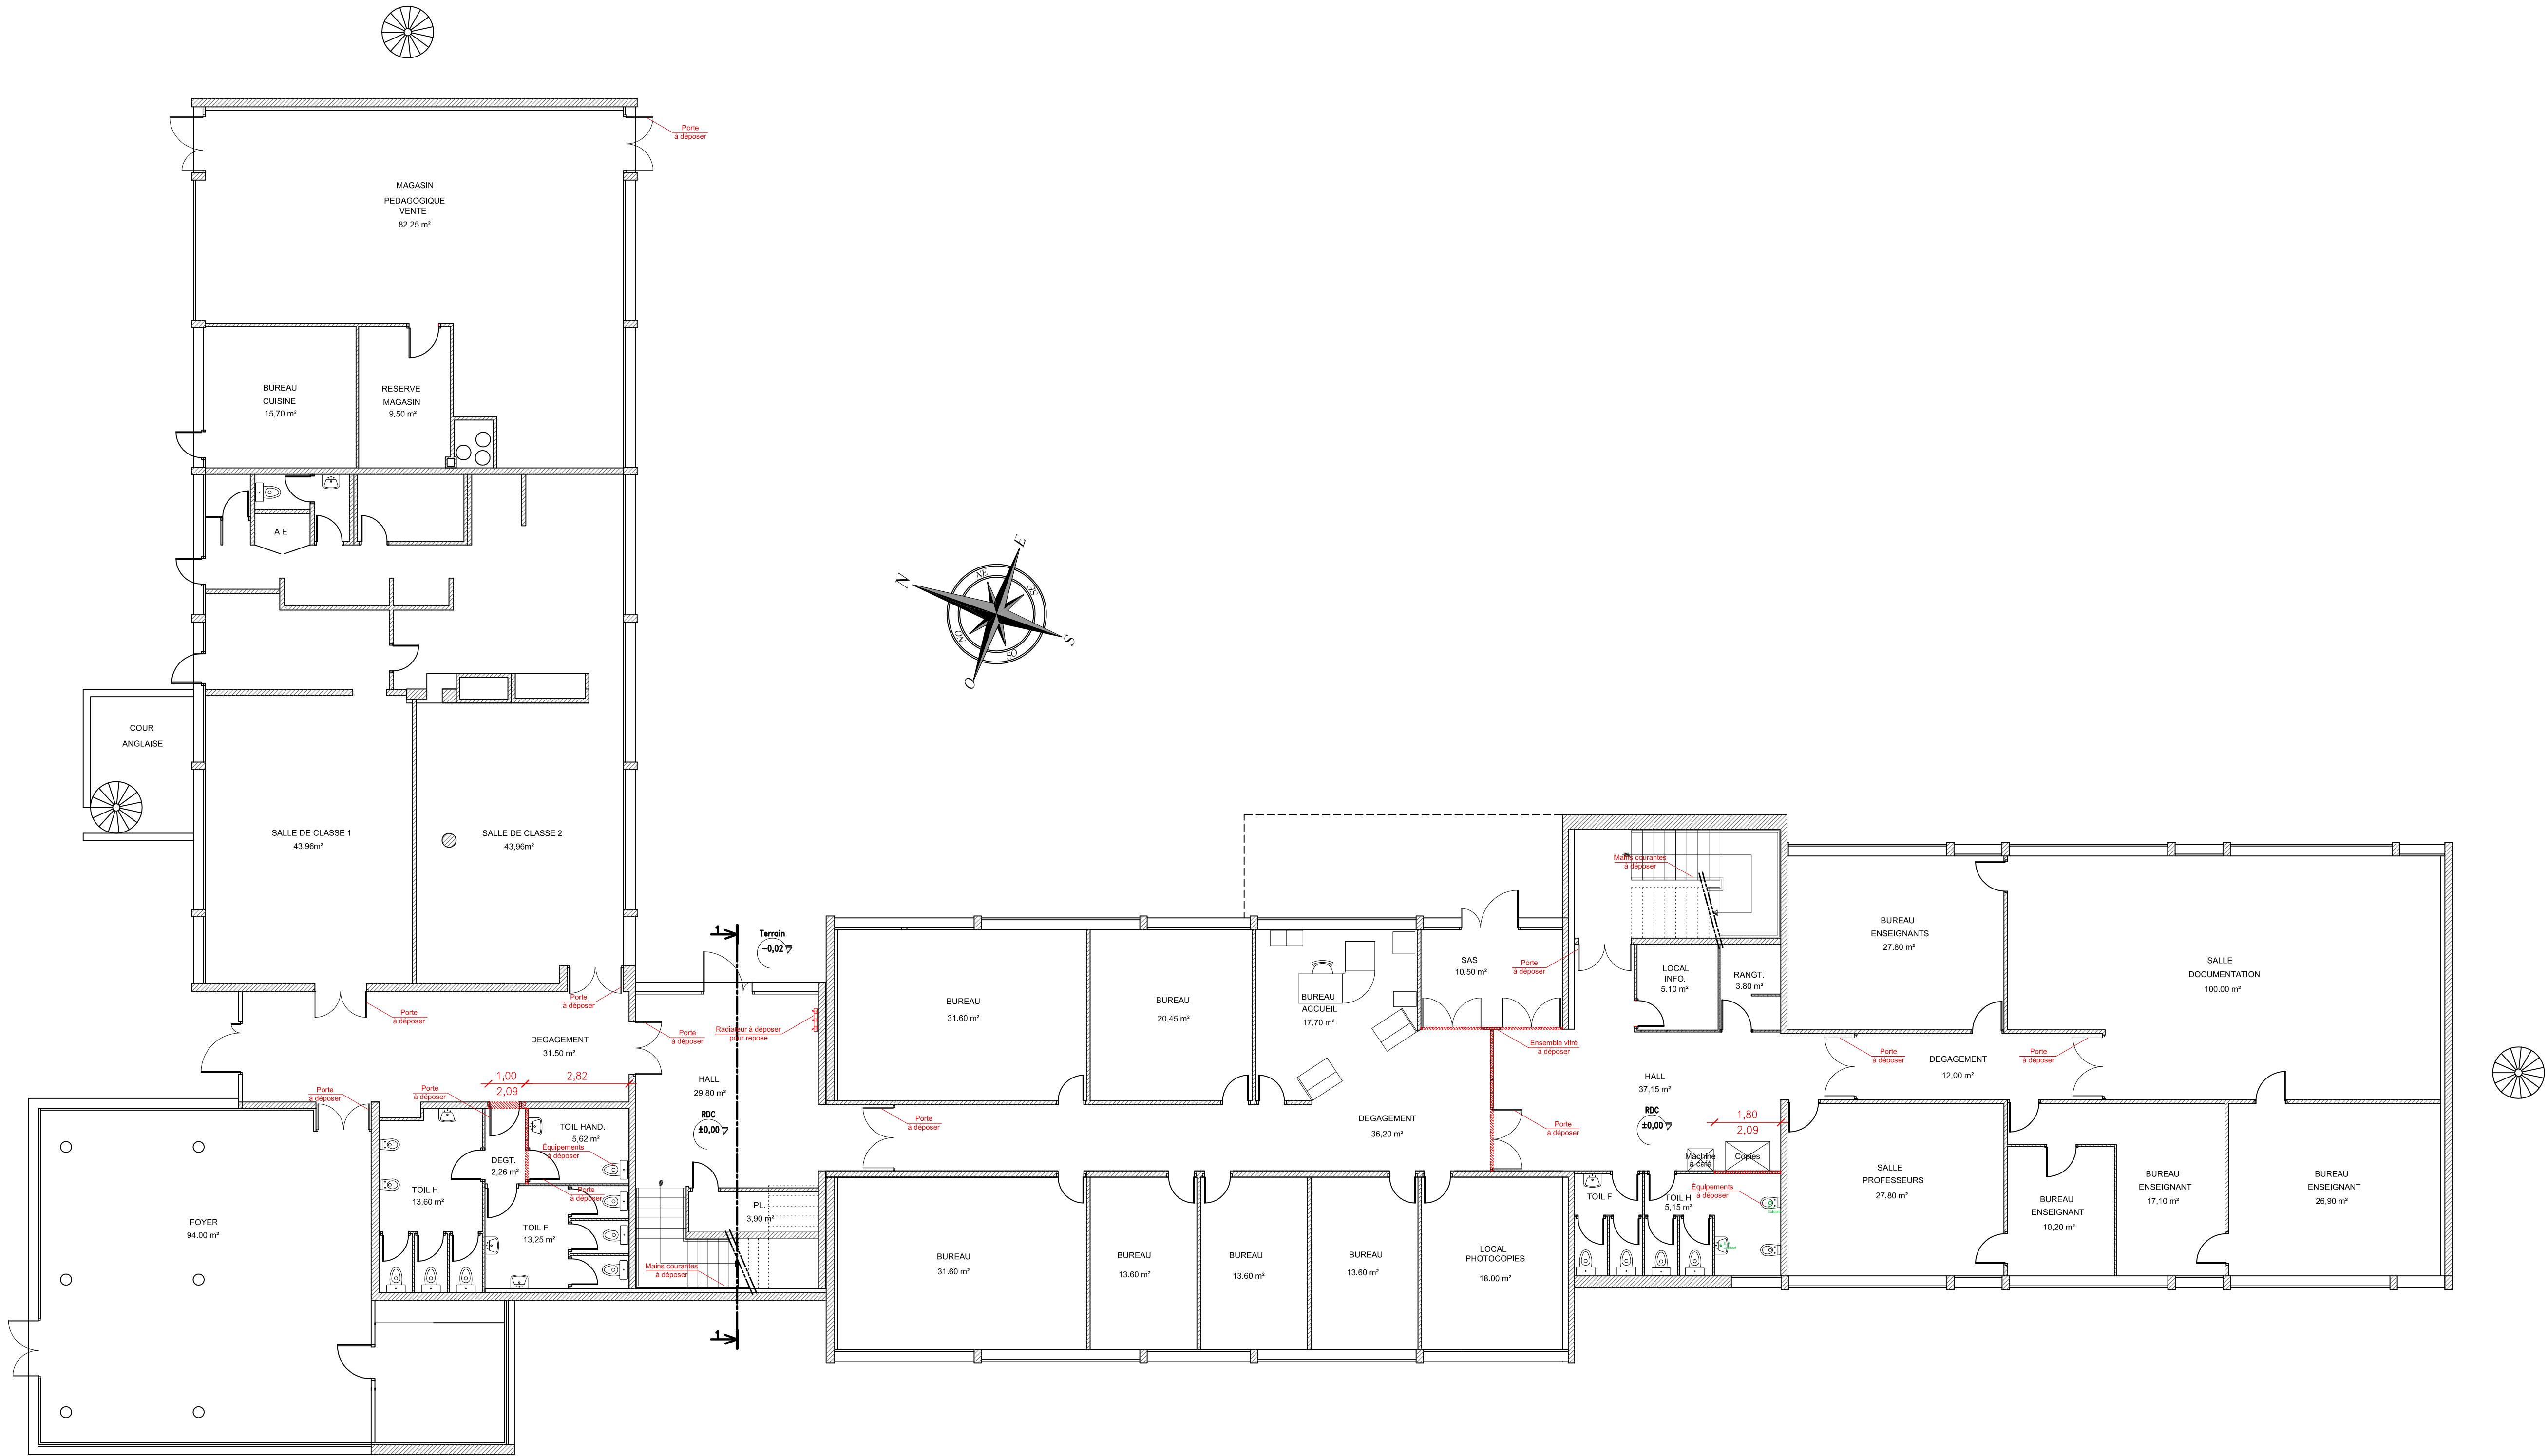 Porte
à déposer
MAGASIN
PEDAGOGIQUE
VENTE
82,25 m²
BUREAU
CUISINE
15,70 m²
RESERVE
MAGASIN
9,50 m²
A E
E
NE
N
SE
S
SO
O
NO
COUR
ANGLAISE
SALLE DE CLASSE 1
43,96m²
SALLE DE CLASSE 2
43,96m²
Porte
à déposer
Porte
à déposer
DEGAGEMENT
31.50 m²
Porte
à déposer
1,00
2,82
2,09
Porte
à déposer
Porte
à déposer
1
Terrain
-0,02
Radiateur à déposer
pour repose
HALL
29,80 m²
RDC
±0,00
TOIL HAND.
5,62 m²
Équipements
à déposer
DEGT.
2,26 m²
Porte
à déposer
TOIL H
13,60 m²
TOIL F
13,25 m²
FOYER
94,00 m²
PL.
3,90 m²
Mains courantes
à déposer
1
BUREAU
31.60 m²
BUREAU
20,45 m²
BUREAU
ACCUEIL
17,70 m²
SAS
10.50 m²
Porte
à déposer
Ensemble vitré
à déposer
Porte
à déposer
DEGAGEMENT
36,20 m²
Porte
à déposer
BUREAU
31.60 m²
BUREAU
13.60 m²
BUREAU
13.60 m²
BUREAU
13.60 m²
LOCAL
PHOTOCOPIES
18.00 m²
Mains courantes
à déposer
LOCAL
INFO.
5.10 m²
RANGT.
3.80 m²
HALL
37,15 m²
RDC
±0,00
1,80
2,09
Machine
à café
Copies
TOIL F
TOIL H
5,15 m²
Équipements
à déposer
BUREAU
ENSEIGNANTS
27.80 m²
SALLE
DOCUMENTATION
100,00 m²
Porte
à déposer
DEGAGEMENT
12,00 m²
Porte
à déposer
SALLE
PROFESSEURS
27.80 m²
BUREAU
ENSEIGNANT
10,20 m²
BUREAU
ENSEIGNANT
17,10 m²
BUREAU
ENSEIGNANT
26,90 m²